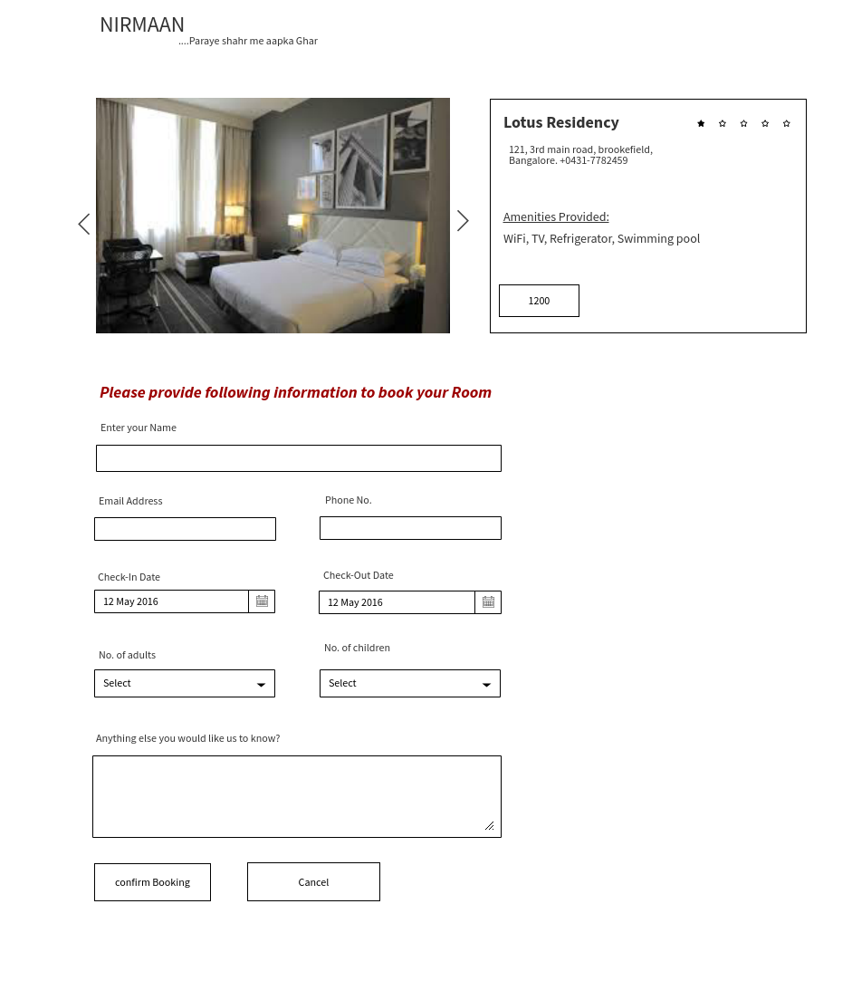 NIRMAAN
....Paraye shahr me aapka Ghar
Lotus Residency
121, 3rd main road, brookefield,
Bangalore. +0431-7782459
Amenities Provided:
WiFi, TV, Refrigerator, Swimming pool
1200
Please provide following information to book your Room
Enter your Name
Email Address
Phone No.
Check-In Date
Check-Out Date
12 May 2016
12 May 2016
No. of adults
No. of children
Select
Select
Anything else you would like us to know?
confirm Booking
Cancel